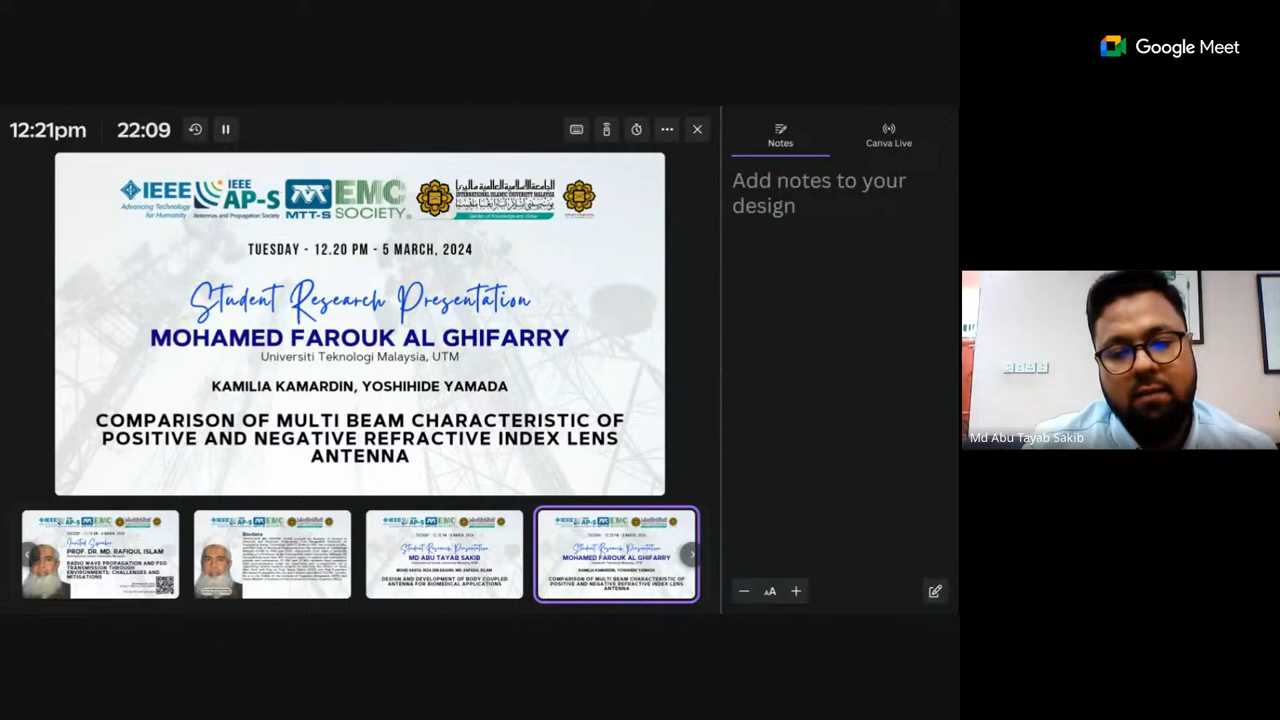 Google Meet
12:21pm
22:09
Notes
Canva Live
Add notes to your
design
IEEE
Advancing Technology
for Humanity
IEEE
AP-S
Antennas and Propagation Society
MTT-S
EMC
SOCIETY
الجامعة الإسلامية العالمية ماليزيا
INTERNATIONAL ISLAMIC UNIVERSITY MALAYSIA
Garden of Knowledge and Virtue
TUESDAY - 12.20 PM - 5 MARCH, 2024
Student Research Presentation
MOHAMED FAROUK AL GHIFARRY
Universiti Teknologi Malaysia, UTM
KAMILIA KAMARDIN, YOSHIHIDE YAMADA
COMPARISON OF MULTI BEAM CHARACTERISTIC OF
POSITIVE AND NEGATIVE REFRACTIVE INDEX LENS
ANTENNA
Md Abu Tayab Sakib
Invited Speaker
PROF. DR. MD. RAFIQUL ISLAM
RADIO WAVE PROPAGATION AND FSO
TRANSMISSION THROUGH
ENVIRONMENTS: CHALLENGES AND
MITIGATIONS
Biodata
Student Research Presentation
MD ABU TAYAB SAKIB
DESIGN AND DEVELOPMENT OF BODY COUPLED
ANTENNA FOR BIOMEDICAL APPLICATIONS
Student Research Presentation
MOHAMED FAROUK AL GHIFARRY
KAMILIA KAMARDIN, YOSHIHIDE YAMADA
COMPARISON OF MULTI BEAM CHARACTERISTIC OF
POSITIVE AND NEGATIVE REFRACTIVE INDEX LENS
ANTENNA
AA